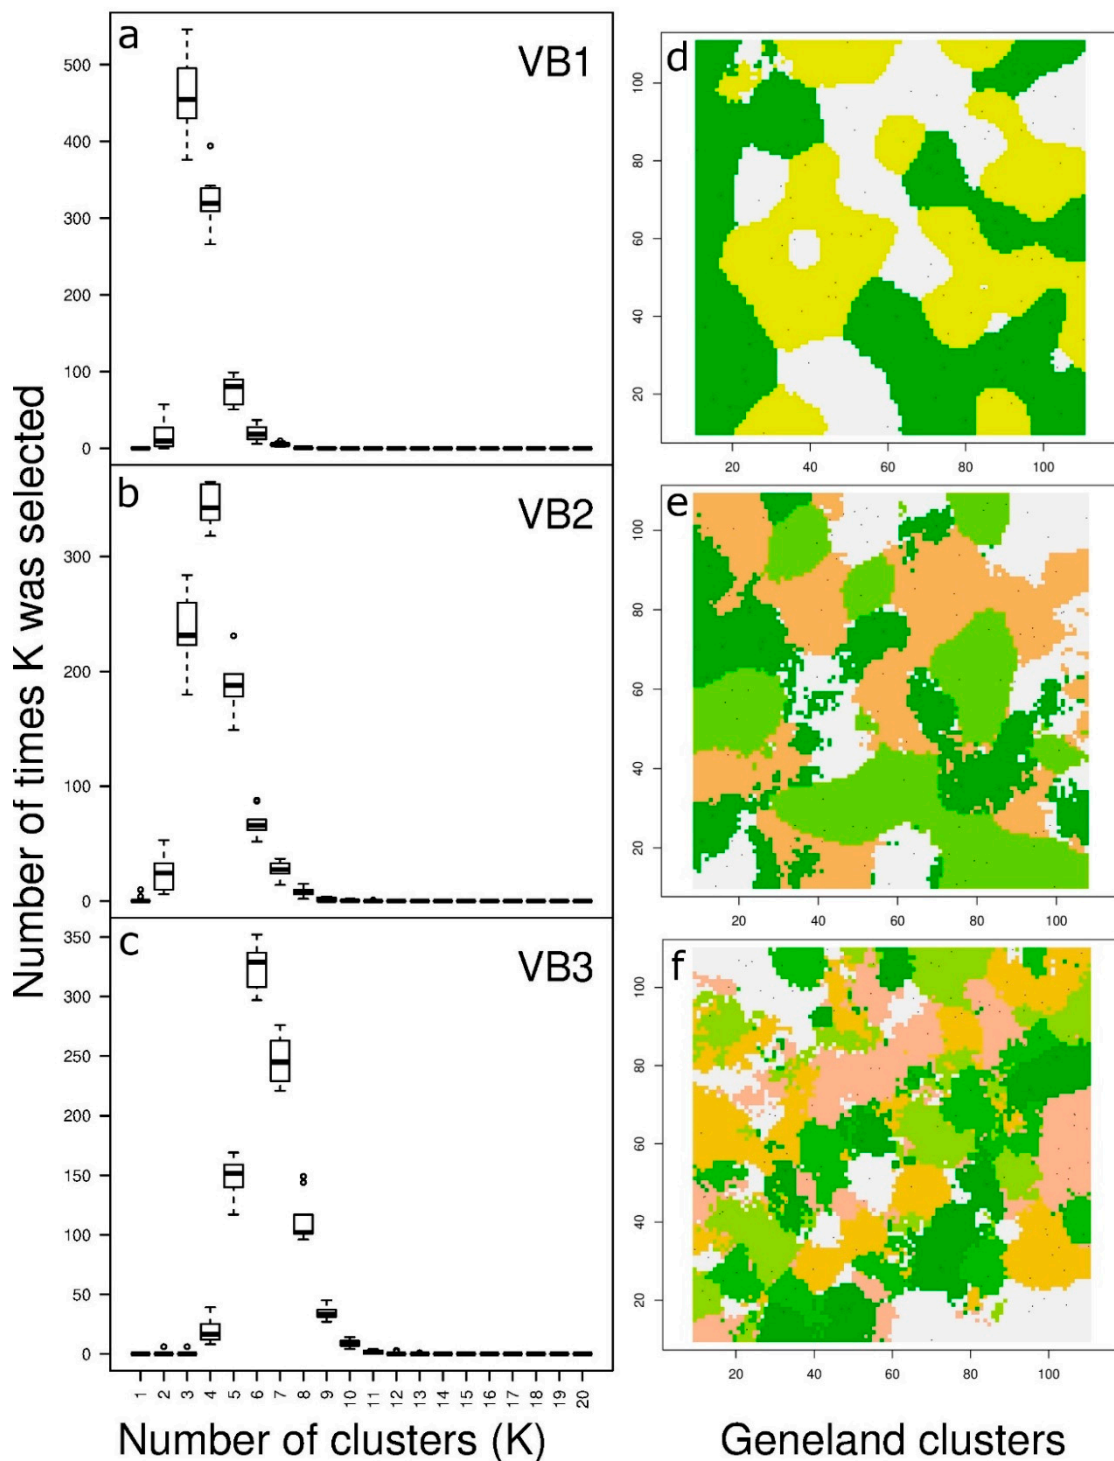 a
VB1
500
400
300
200
100
0
b
VB2
300
200
100
0
c
VB3
350
300
250
200
150
100
50
0
1 2 3 4 5 6 7 8 9 10 11 12 13 14 15 16 17 18 19 20
Number of times K was selected
Number of clusters (K)
d
100
80
60
40
20
20 40 60 80 100
e
100
80
60
40
20
20 40 60 80 100
f
100
80
60
40
20
20 40 60 80 100
Geneland clusters